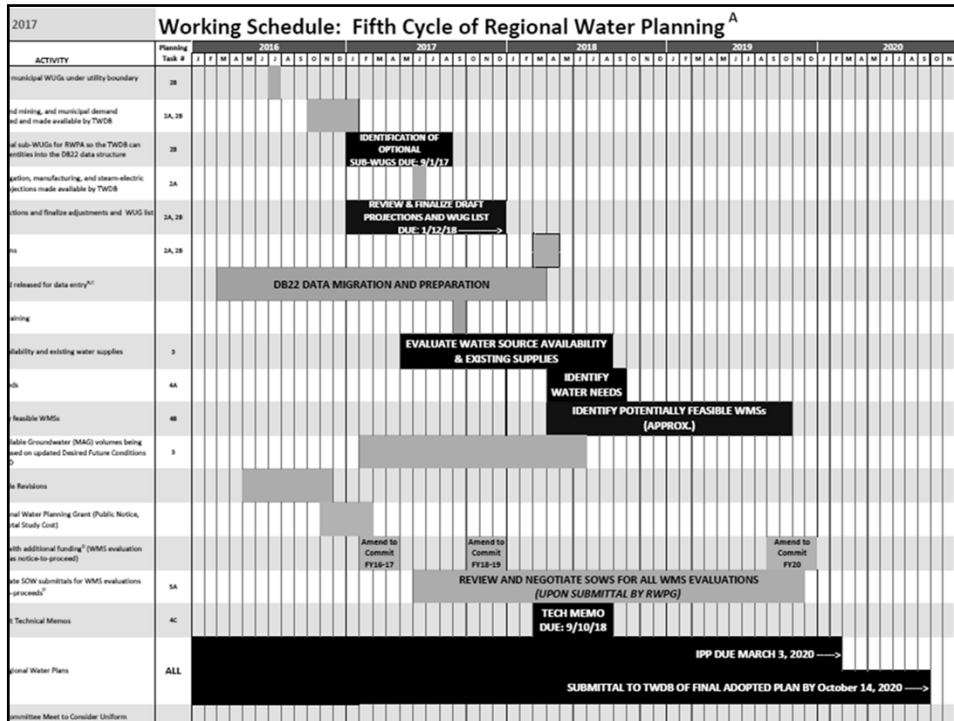 2017
Working Schedule: Fifth Cycle of Regional Water Planning A
ACTIVITY
Planning Task #
2016 2017 2018 2019 2020
J F M A M J J A S O N D J F M A M J J A S O N D J F M A M J J A S O N D J F M A M J J A S O N D J F M A M J J A S O N
municipal WUGs under utility boundary
2B
nd mining, and municipal demand
ed and made available by TWDB
2A, 2B
al sub-WUGs for RWPA so the TWDB can
entities into the DB22 data structure
2B
IDENTIFICATION OF
OPTIONAL
SUB-WUGS DUE: 9/1/17
gation, manufacturing, and steam-electric
ojections made available by TWDB
2A
ctions and finalize adjustments and WUG list
2A, 2B
REVIEW & FINALIZE DRAFT
PROJECTIONS AND WUG LIST
DUE: 1/12/18 ------->
ns
2A, 2B
d released for data entry
DB22 DATA MIGRATION AND PREPARATION
aining
ilability and existing water supplies
3
EVALUATE WATER SOURCE AVAILABILITY
& EXISTING SUPPLIES
eds
4A
IDENTIFY
WATER NEEDS
y feasible WMSs
4B
IDENTIFY POTENTIALLY FEASIBLE WMSs
(APPROX.)
ilable Groundwater (MAG) volumes being
ased on updated Desired Future Conditions
D
3
le Revisions
nal Water Planning Grant (Public Notice,
otal Study Cost)
with additional funding (WMS evaluation
as notice-to-proceed)
Amend to
Commit
FY16-17
Amend to
Commit
FY18-19
Amend to
Commit
FY20
ate SOW submittals for WMS evaluations
o-proceeds
5A
REVIEW AND NEGOTIATE SOWS FOR ALL WMS EVALUATIONS
(UPON SUBMITTAL BY RWPG)
t Technical Memos
4C
TECH MEMO
DUE: 9/10/18
gional Water Plans
ALL
IPP DUE MARCH 3, 2020 ----->
SUBMITTAL TO TWDB OF FINAL ADOPTED PLAN BY October 14, 2020 ----->
ommittee Meet to Consider Uniform